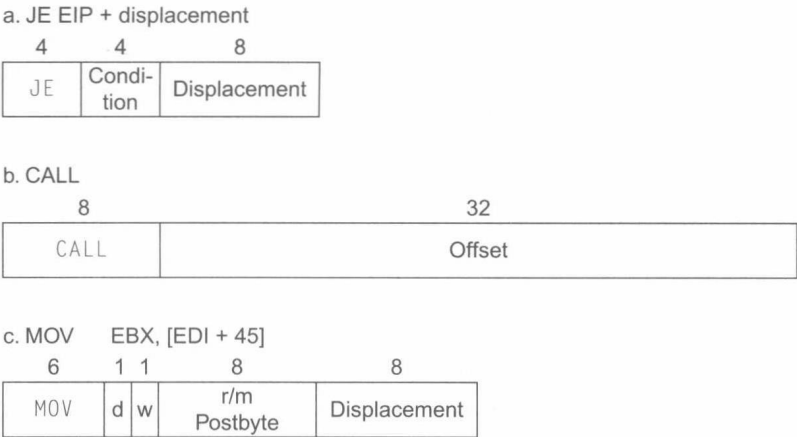 a. JE EIP + displacement
4 4 8
JE Condi-
tion Displacement
b. CALL
8 32
CALL Offset
c. MOV EBX, [EDI + 45]
6 1 1 8 8
MOV d w r/m
Postbyte Displacement